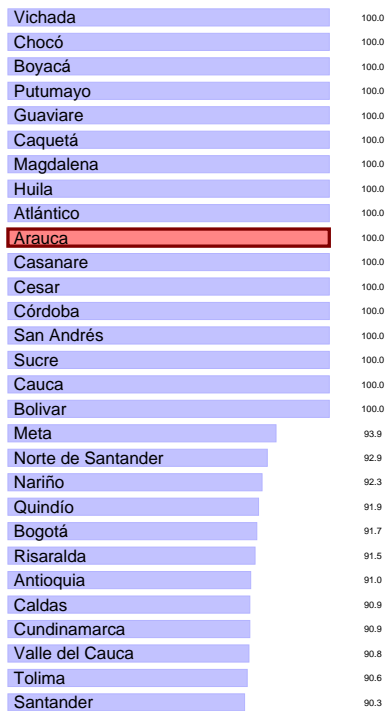 Vichada 100.0
Chocó 100.0
Boyacá 100.0
Putumayo 100.0
Guaviare 100.0
Caquetá 100.0
Magdalena 100.0
Huila 100.0
Atlántico 100.0
Arauca 100.0
Casanare 100.0
Cesar 100.0
Córdoba 100.0
San Andrés 100.0
Sucre 100.0
Cauca 100.0
Bolivar 100.0
Meta 93.9
Norte de Santander 92.9
Nariño 92.3
Quindío 91.9
Bogotá 91.7
Risaralda 91.5
Antioquia 91.0
Caldas 90.9
Cundinamarca 90.9
Valle del Cauca 90.8
Tolima 90.6
Santander 90.3